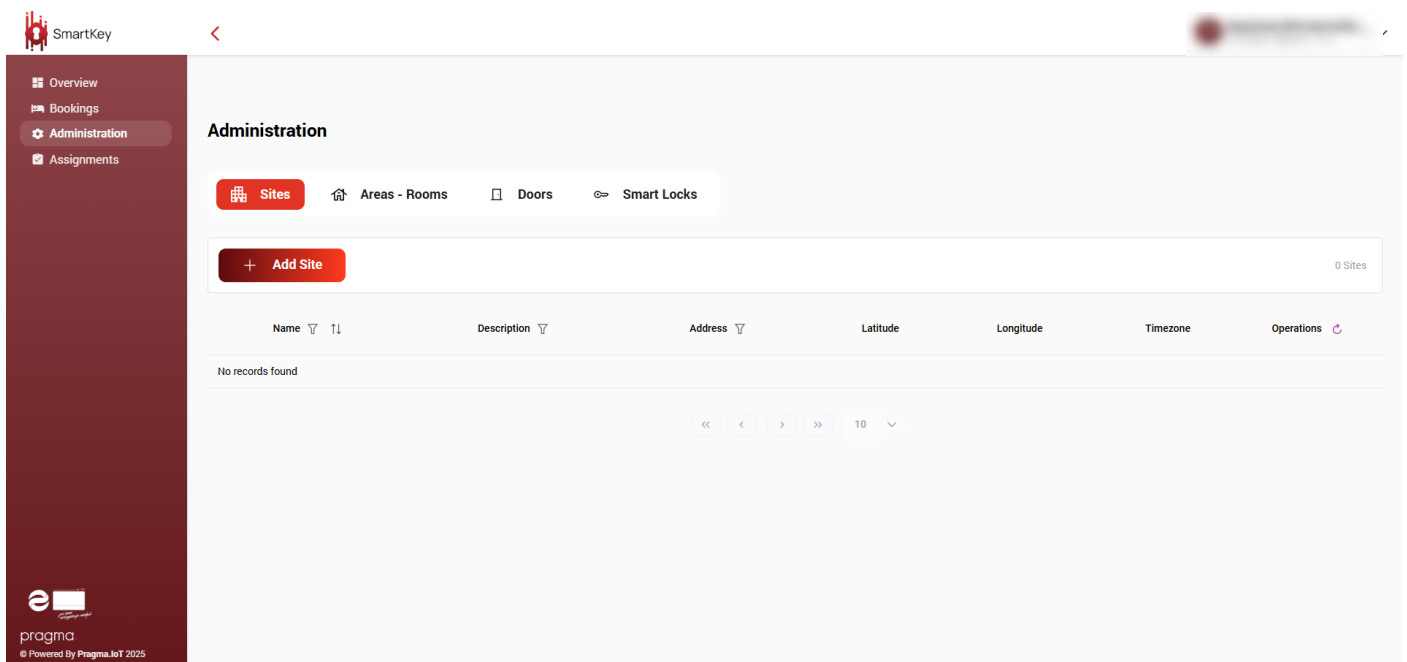 SmartKey
Overview
Bookings
Administration
Assignments
Administration
Sites Areas - Rooms Doors Smart Locks
+ Add Site 0 Sites
Name Description Address Latitude Longitude Timezone Operations
No records found
10
pragma.
© Powered By Pragma.IoT 2025